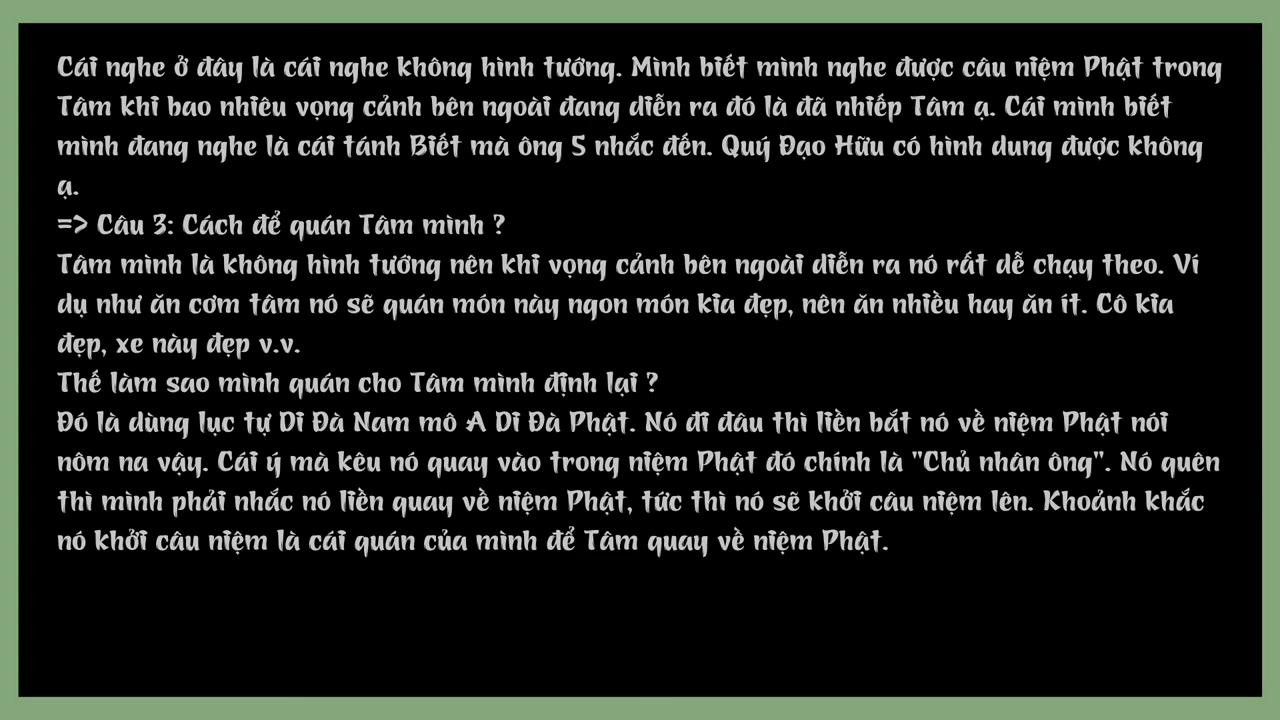 Cái nghe ở đây là cái nghe không hình tướng. Mình biết mình nghe được câu niệm Phật trong
Tâm khi bao nhiêu vọng cảnh bên ngoài đang diễn ra đó là đã nhiếp Tâm ạ. Cái mình biết
mình đang nghe là cái tánh Biết mà ông 5 nhắc đến. Quý Đạo Hữu có hình dung được không
ạ.
=> Câu 3: Cách để quán Tâm mình ?
Tâm mình là không hình tướng nên khi vọng cảnh bên ngoài diễn ra nó rất dễ chạy theo. Ví
dụ như ăn cơm tâm nó sẽ quán món này ngon món kia đẹp, nên ăn nhiều hay ăn ít. Cô kia
đẹp, xe này đẹp v.v.
Thế làm sao mình quán cho Tâm mình định lại ?
Đó là dùng lục tự Di Đà Nam mô A Di Đà Phật. Nó đi đâu thì liền bắt nó về niệm Phật nói
nôm na vậy. Cái ý mà kêu nó quay vào trong niệm Phật đó chính là "Chủ nhân ông". Nó quên
thì mình phải nhắc nó liền quay về niệm Phật, tức thì nó sẽ khởi câu niệm lên. Khoảnh khắc
nó khởi câu niệm là cái quán của mình để Tâm quay về niệm Phật.